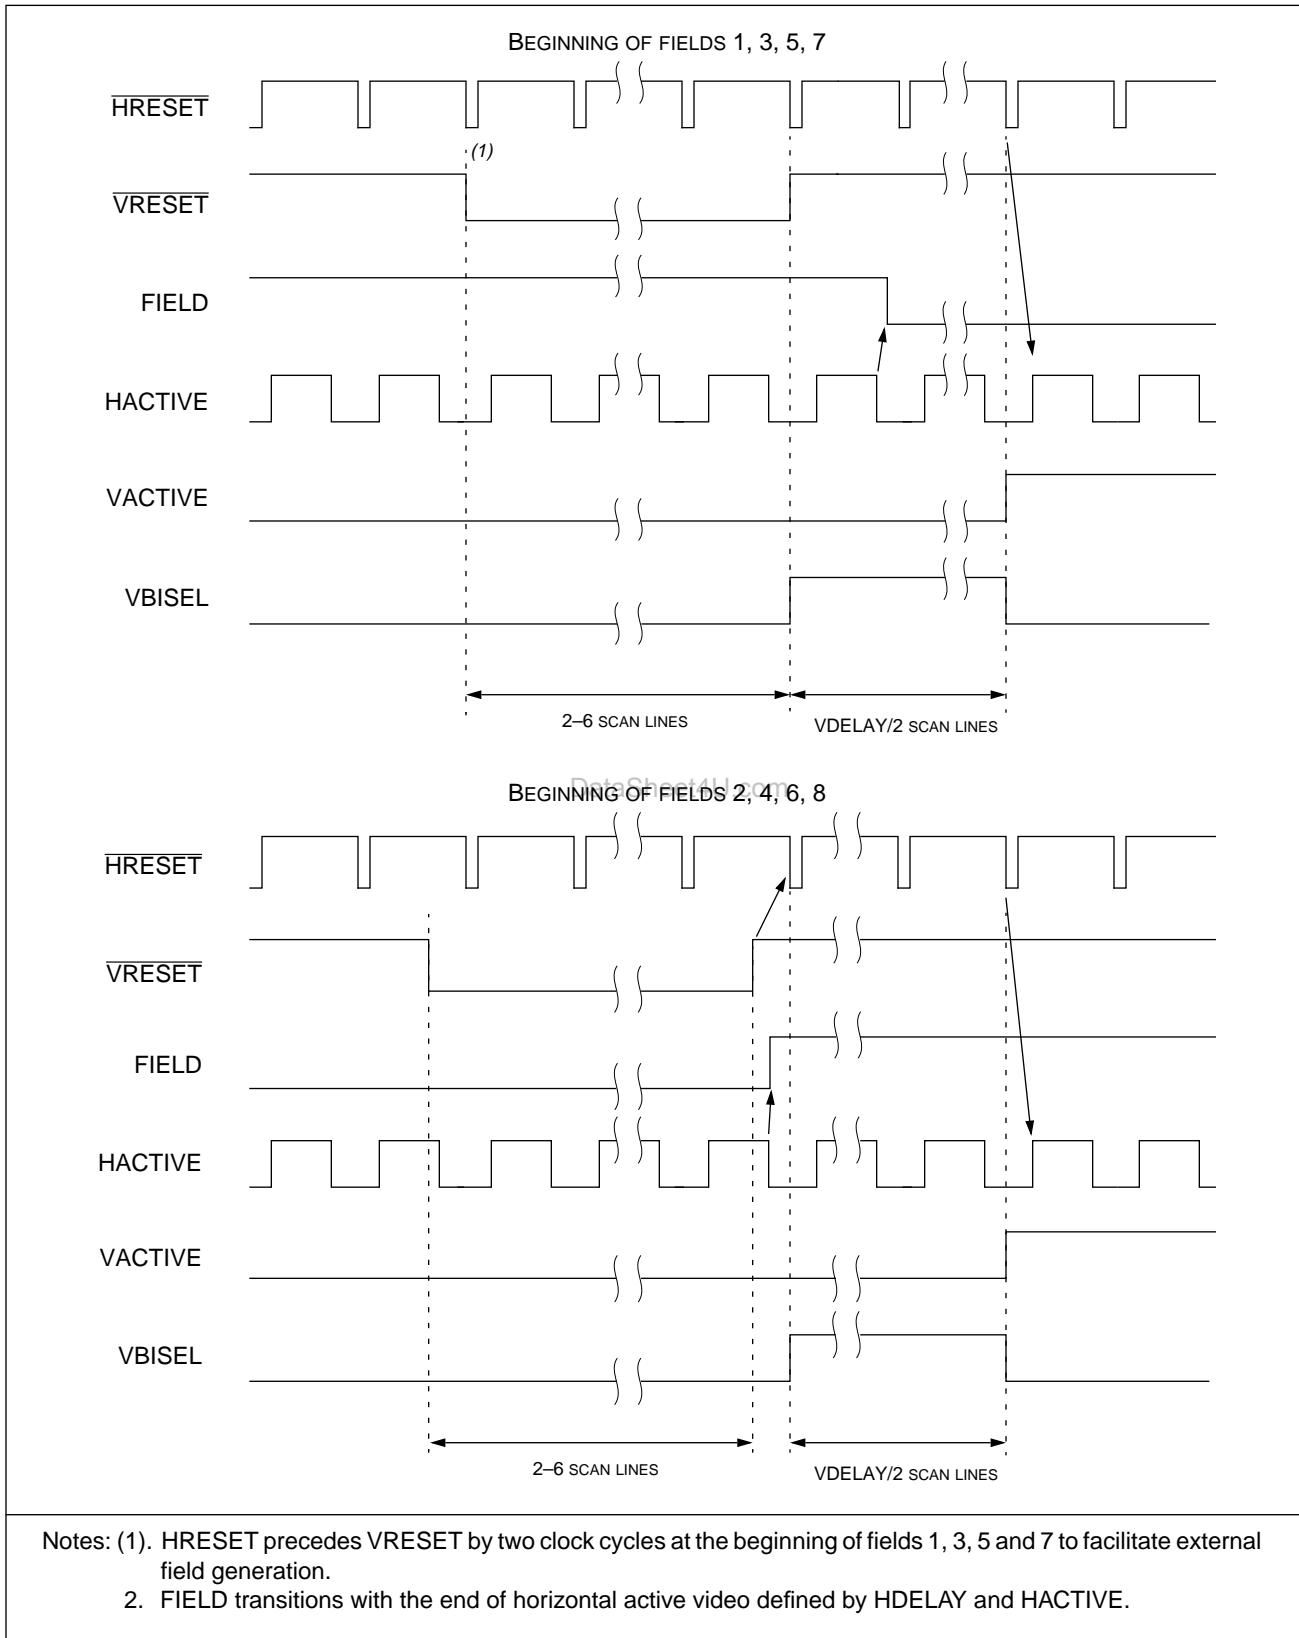 BEGINNING OF FIELDS 1, 3, 5, 7
HRESET
(1)
VRESET
FIELD
HACTIVE
VACTIVE
VBISEL
2–6 SCAN LINES
VDELAY/2 SCAN LINES
DataSheet4U.com
BEGINNING OF FIELDS 2, 4, 6, 8
HRESET
VRESET
FIELD
HACTIVE
VACTIVE
VBISEL
2–6 SCAN LINES
VDELAY/2 SCAN LINES
Notes: (1). HRESET precedes VRESET by two clock cycles at the beginning of fields 1, 3, 5 and 7 to facilitate external
field generation.
2. FIELD transitions with the end of horizontal active video defined by HDELAY and HACTIVE.